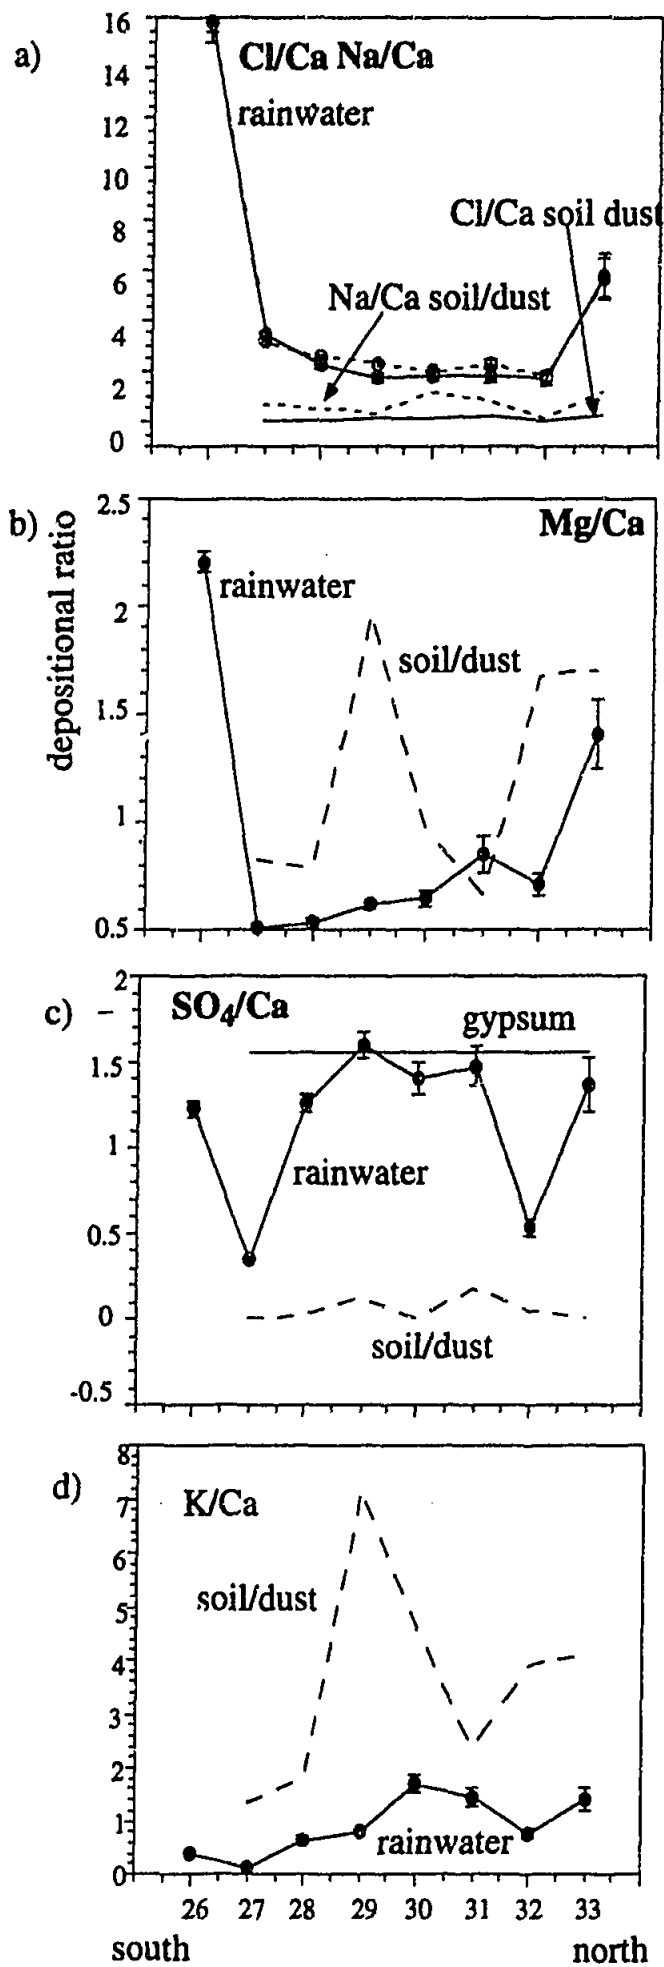 a)
16
Cl/Ca Na/Ca
14
rainwater
12
10
Cl/Ca soil dust
8
6
Na/Ca soil/dust
4
2
0
b)
2.5
Mg/Ca
depositional ratio
rainwater
2
soil/dust
1.5
1
0.5
c)
2
SO4/Ca
gypsum
1.5
1
rainwater
0.5
0
soil/dust
-0.5
d)
8
K/Ca
7
6
soil/dust
5
4
3
2
1
rainwater
0
26 27 28 29 30 31 32 33
south north